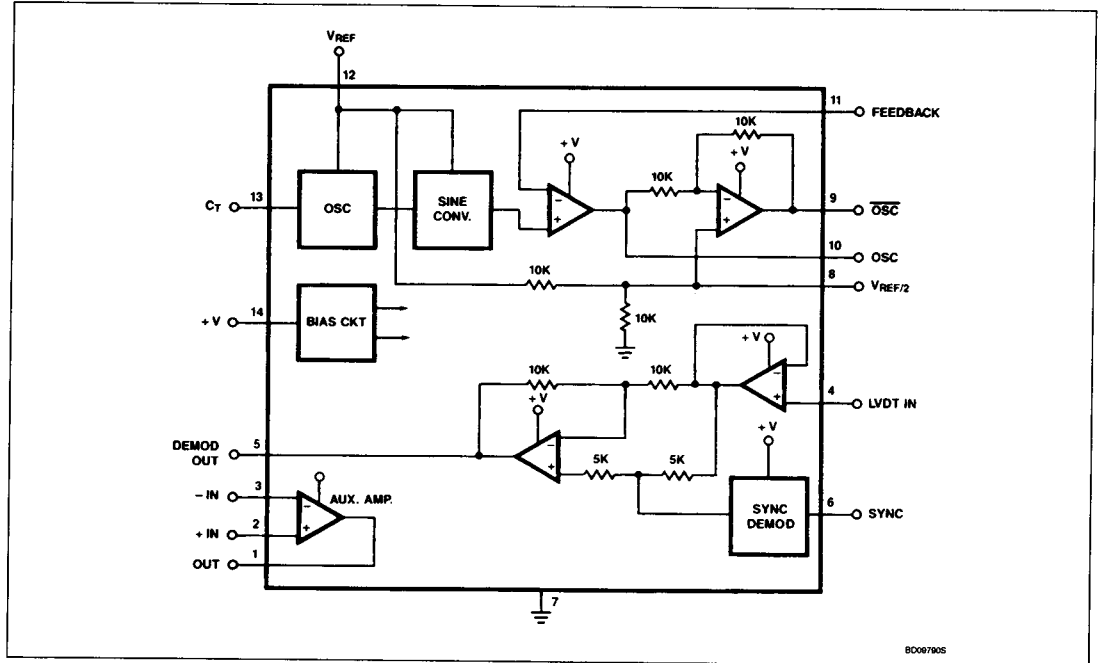 VREF
12
11
FEEDBACK
10K
+ V
+ V
10K
CT
13
OSC
SINE
CONV.
−
+
−
+
9
OSC
10
OSC
10K
8
VREF/2
10K
+ V
14
BIAS CKT
+ V
10K
10K
−
+
4
LVDT IN
+ V
+ V
DEMOD
OUT
5
−
+
5K
5K
− IN
3
AUX. AMP.
−
+
+ IN
2
OUT
1
SYNC
DEMOD
6
SYNC
7
BD09790S